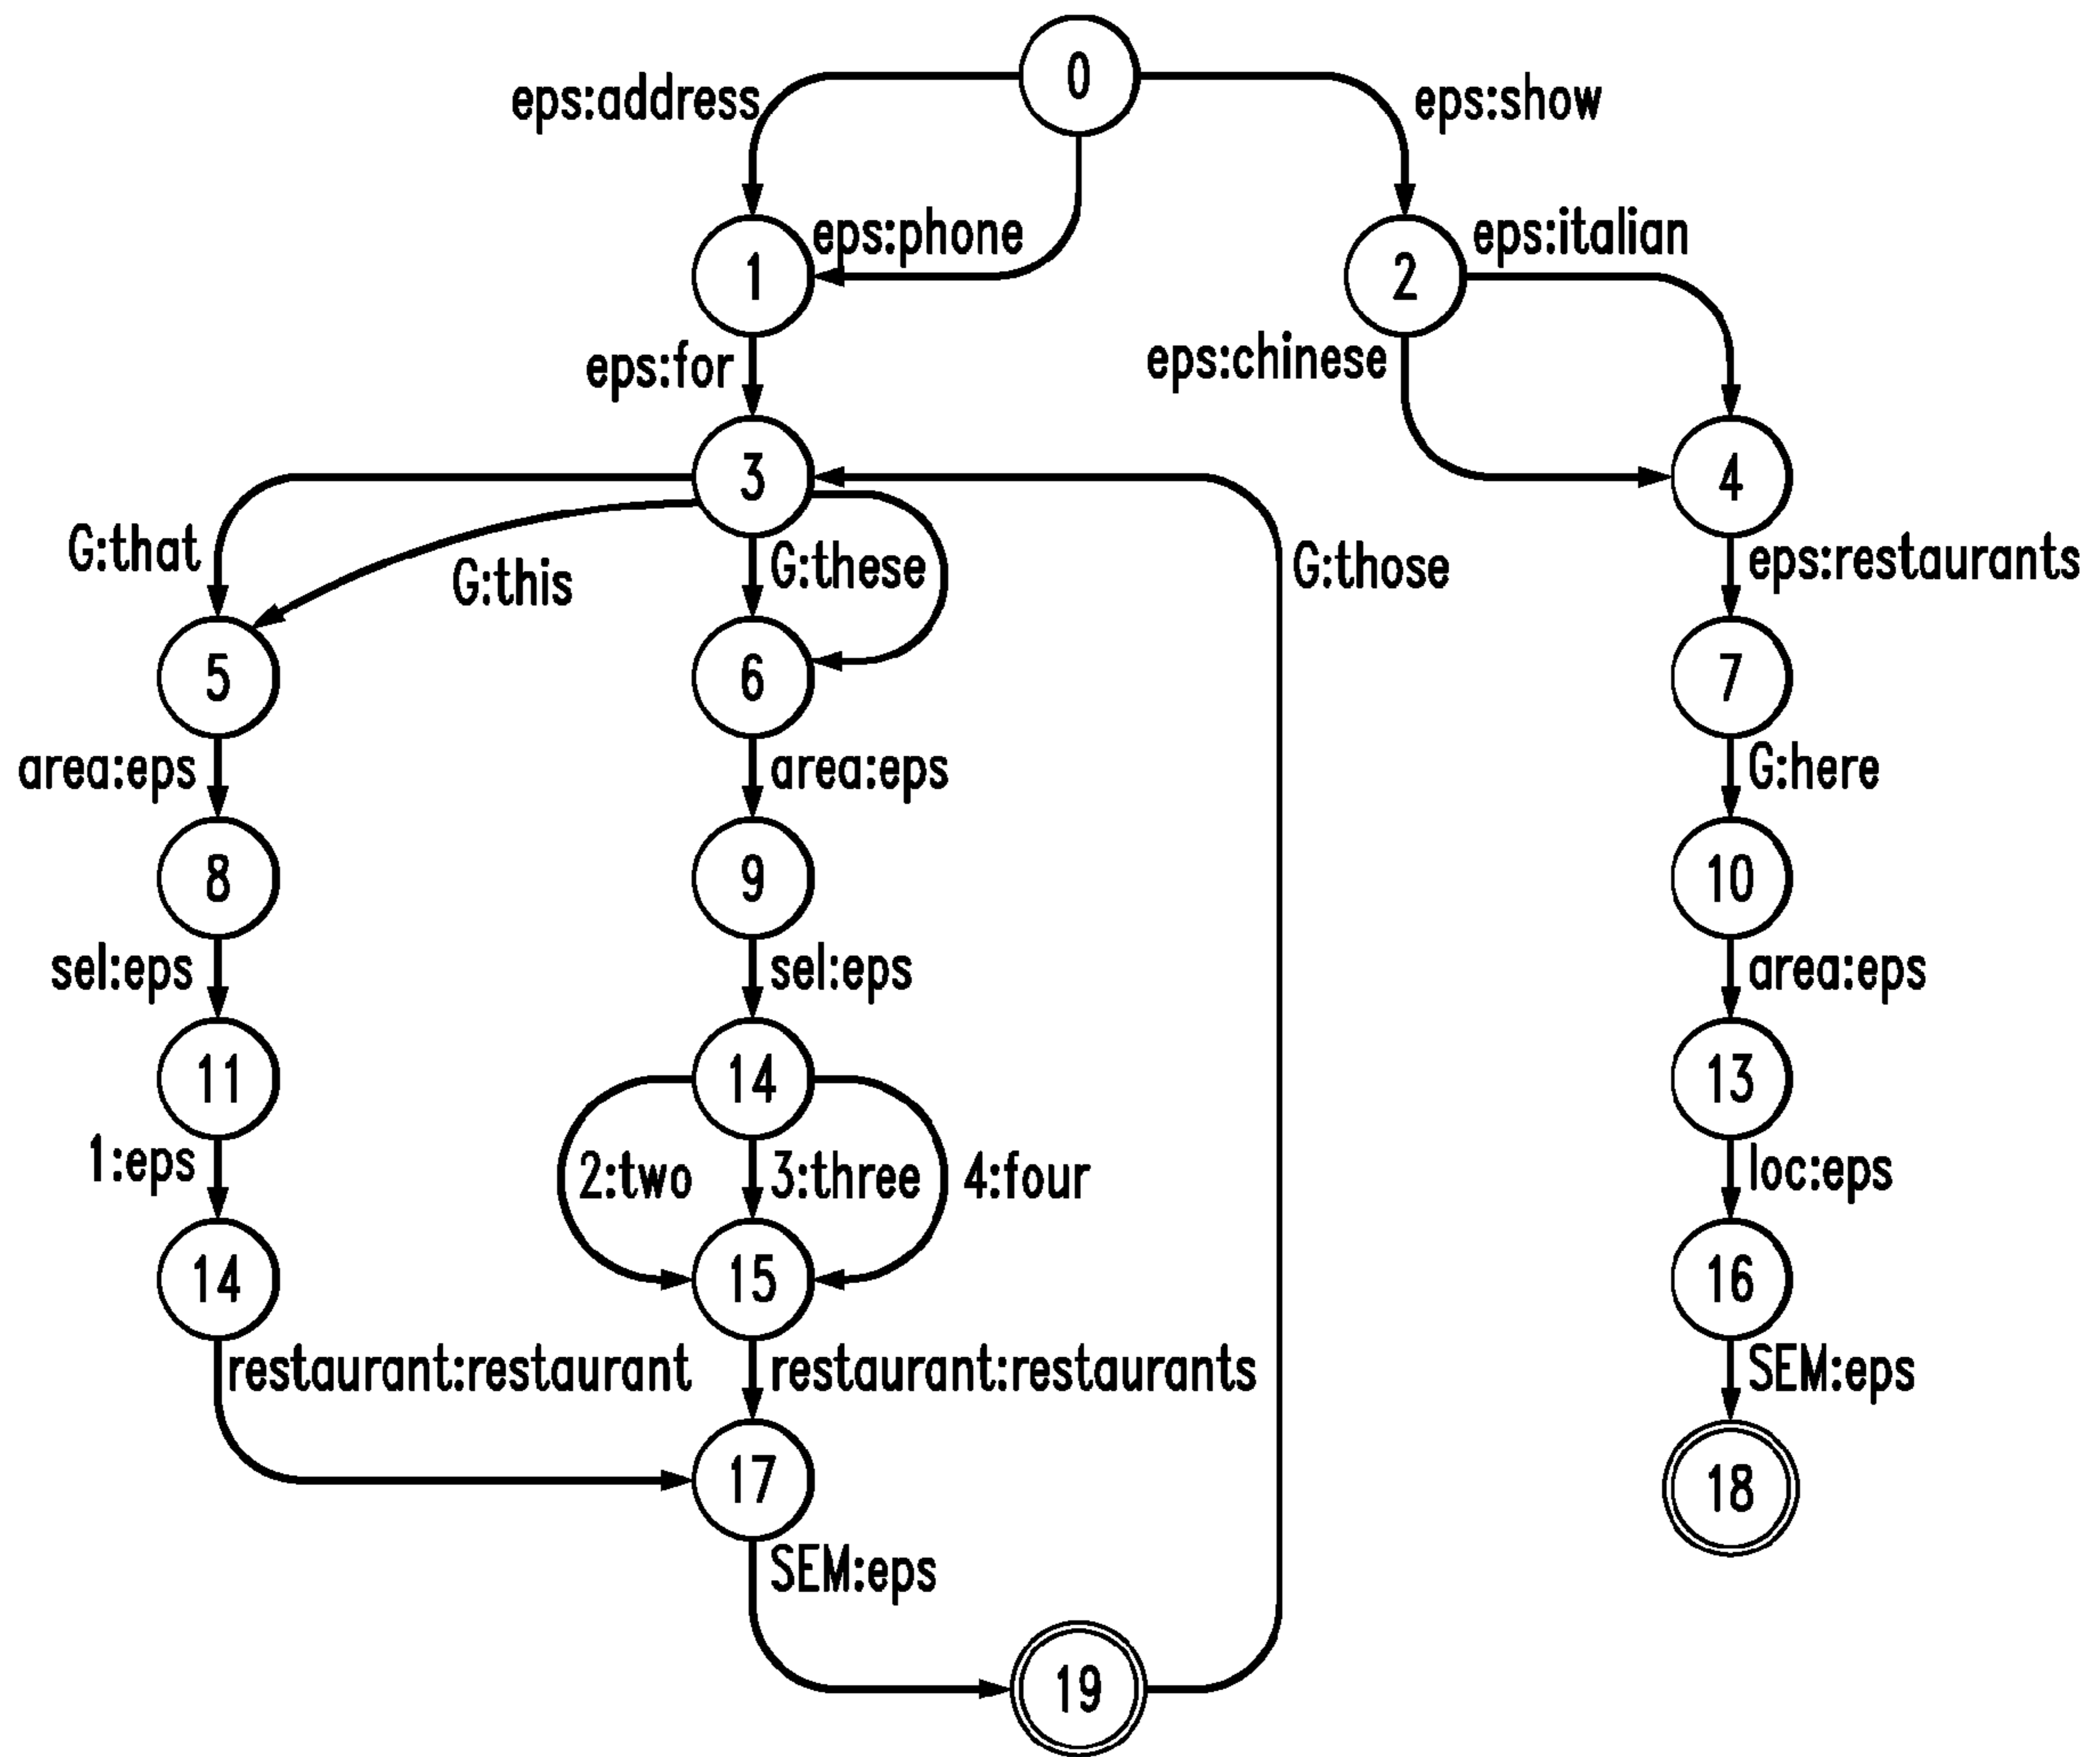 0
eps:address
eps:show
eps:phone
eps:italian
1
2
eps:for
eps:chinese
3
4
G:that
G:this
G:these
G:those
eps:restaurants
5
6
7
area:eps
area:eps
G:here
8
9
10
sel:eps
sel:eps
area:eps
11
14
13
1:eps
2:two
3:three
4:four
loc:eps
14
15
16
restaurant:restaurant
restaurant:restaurants
SEM:eps
17
18
SEM:eps
19